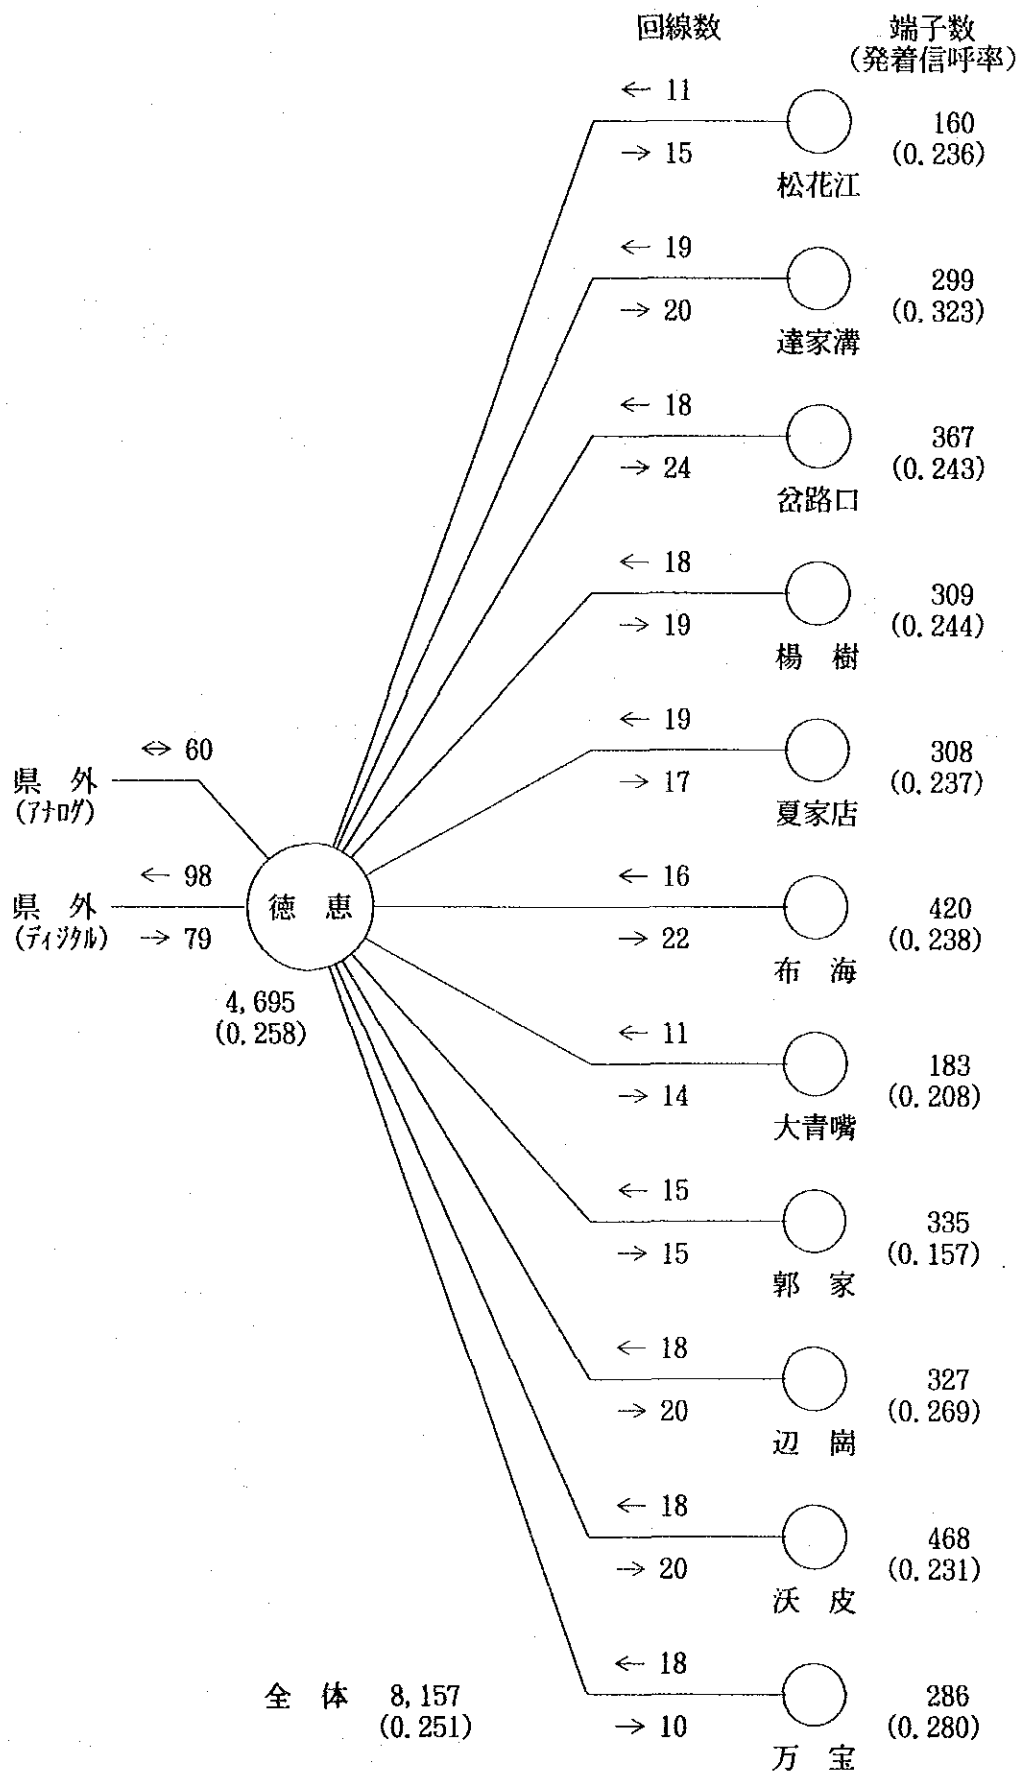 回線数 端子数
(発着信呼率)
← 11
→ 15
松花江
160
(0.236)
← 19
→ 20
達家溝
299
(0.323)
← 18
→ 24
岔路口
367
(0.243)
← 18
→ 19
楊 樹
309
(0.244)
← 19
→ 17
夏家店
308
(0.237)
← 16
→ 22
布 海
420
(0.238)
← 11
→ 14
大青嘴
183
(0.208)
← 15
→ 15
郭 家
335
(0.157)
← 18
→ 20
辺 崗
327
(0.269)
← 18
→ 20
沃 皮
468
(0.231)
← 18
→ 10
万 宝
286
(0.280)
↔ 60
県 外
(アナログ)
← 98
県 外
(ディジタル) → 79
徳 恵
4,695
(0.258)
全 体 8,157
(0.251)